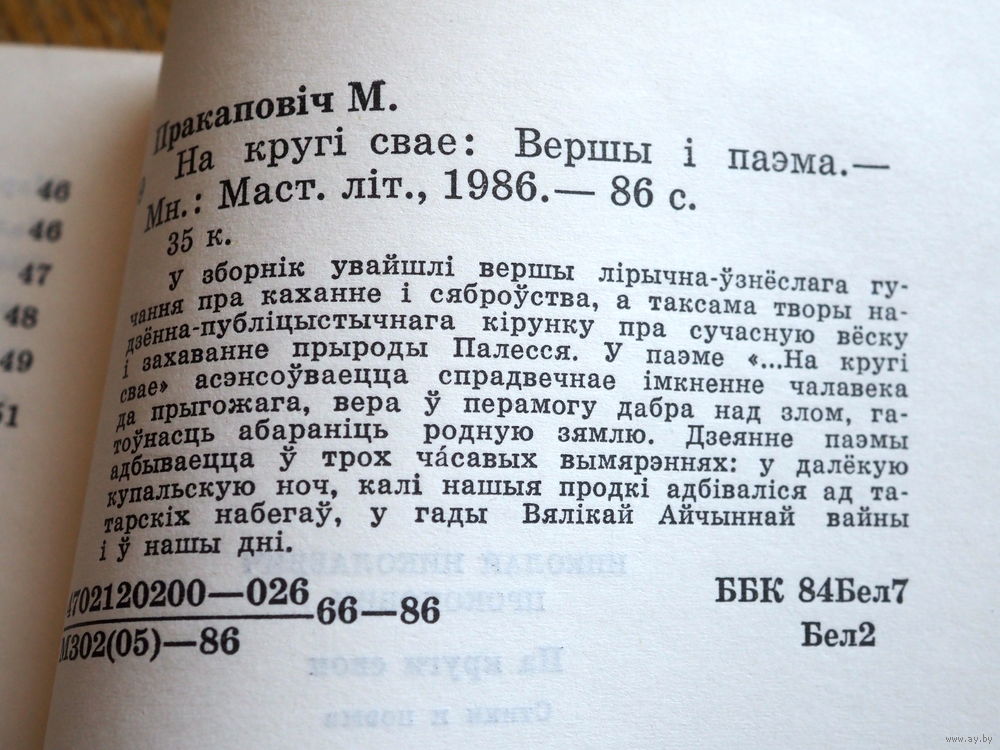 Пракаповіч М.
На кругі свае: Вершы і паэма.—
Мн.: Маст. літ., 1986.— 86 с.
35 к.
У зборнік увайшлі вершы лірычна-ўзнёслага гу-
чання пра каханне і сяброўства, а таксама творы на-
дзённа-публіцыстычнага кірунку пра сучасную вёску
і захаванне прыроды Палесся. У паэме «...На кругі
свае» асэнсоўваецца спрадвечнае імкненне чалавека
да прыгожага, вера ў перамогу дабра над злом, га-
тоўнасць абараніць родную зямлю. Дзеянне паэмы
адбываецца ў трох ча́савых вымярэннях: у далёкую
купальскую ноч, калі нашыя продкі адбіваліся ад та-
тарскіх набегаў, у гады Вялікай Айчыннай вайны
і ў нашы дні.
4702120200—026
М302(05)—86
66—86
ББК 84Бел7
Бел2
46
46
47
48
49
51
www.ay.by